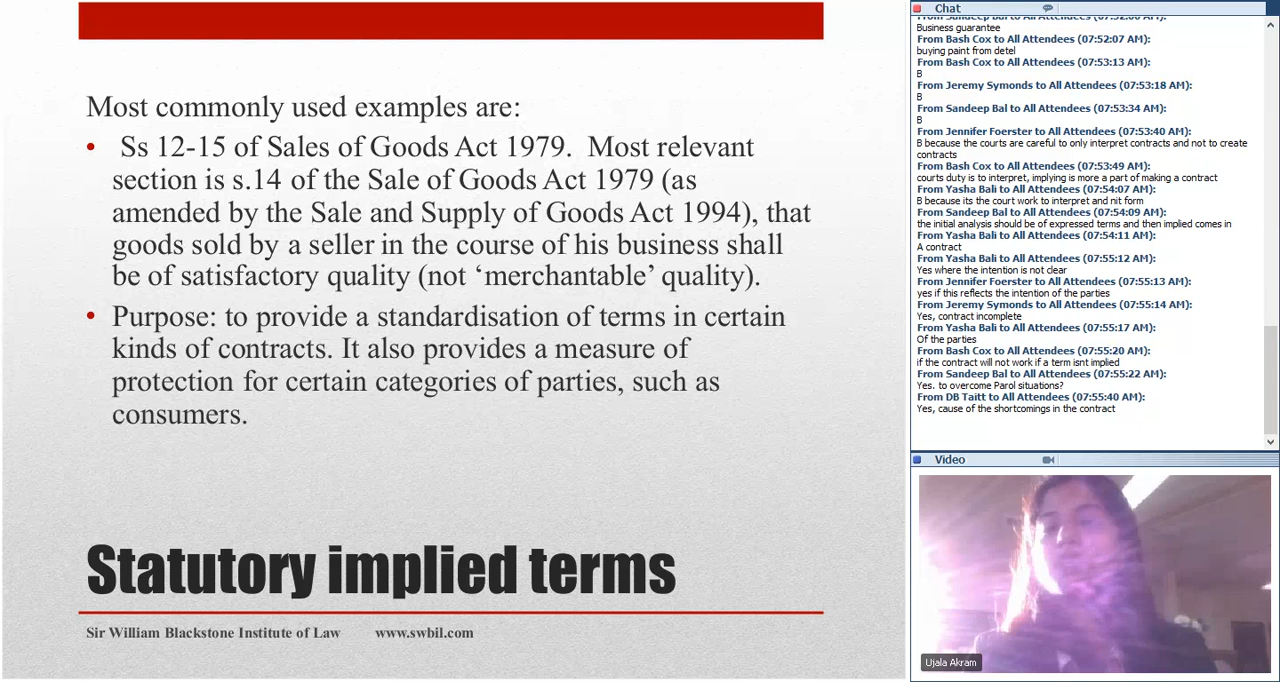 Most commonly used examples are:
• Ss 12-15 of Sales of Goods Act 1979. Most relevant
section is s.14 of the Sale of Goods Act 1979 (as
amended by the Sale and Supply of Goods Act 1994), that
goods sold by a seller in the course of his business shall
be of satisfactory quality (not ‘merchantable’ quality).
• Purpose: to provide a standardisation of terms in certain
kinds of contracts. It also provides a measure of
protection for certain categories of parties, such as
consumers.
Statutory implied terms
Sir William Blackstone Institute of Law www.swbil.com
Chat
Business guarantee
From Bash Cox to All Attendees (07:52:07 AM):
buying paint from detel
From Bash Cox to All Attendees (07:53:13 AM):
B
From Jeremy Symonds to All Attendees (07:53:18 AM):
B
From Sandeep Bal to All Attendees (07:53:34 AM):
B
From Jennifer Foerster to All Attendees (07:53:40 AM):
B because the courts are careful to only interpret contracts and not to create
contracts
From Bash Cox to All Attendees (07:53:49 AM):
courts duty is to interpret, implying is more a part of making a contract
From Yasha Bali to All Attendees (07:54:07 AM):
B because its the court work to interpret and nit form
From Sandeep Bal to All Attendees (07:54:09 AM):
the initial analysis should be of expressed terms and then implied comes in
From Yasha Bali to All Attendees (07:54:11 AM):
A contract
From Yasha Bali to All Attendees (07:55:12 AM):
Yes where the intention is not clear
From Jennifer Foerster to All Attendees (07:55:13 AM):
yes if this reflects the intention of the parties
From Jeremy Symonds to All Attendees (07:55:14 AM):
Yes, contract incomplete
From Yasha Bali to All Attendees (07:55:17 AM):
Of the parties
From Bash Cox to All Attendees (07:55:20 AM):
if the contract will not work if a term isnt implied
From Sandeep Bal to All Attendees (07:55:22 AM):
Yes. to overcome Parol situations?
From DB Taitt to All Attendees (07:55:40 AM):
Yes, cause of the shortcomings in the contract
Video
Ujala Akram